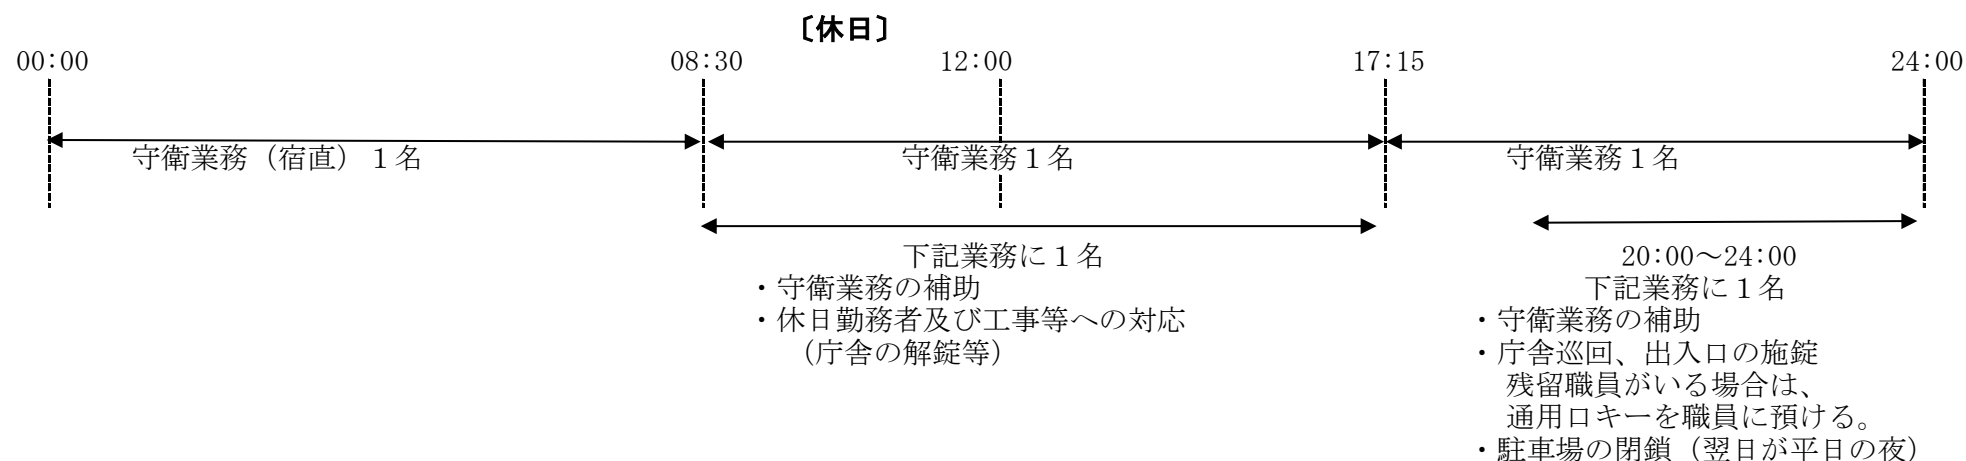 〔休日〕
00:00 08:30 12:00 17:15 24:00
守衛業務（宿直）１名 守衛業務１名 守衛業務１名
下記業務に１名
・守衛業務の補助
・休日勤務者及び工事等への対応
（庁舎の解錠等）
20:00～24:00
下記業務に１名
・守衛業務の補助
・庁舎巡回、出入口の施錠
残留職員がいる場合は、
通用口キーを職員に預ける。
・駐車場の閉鎖（翌日が平日の夜）